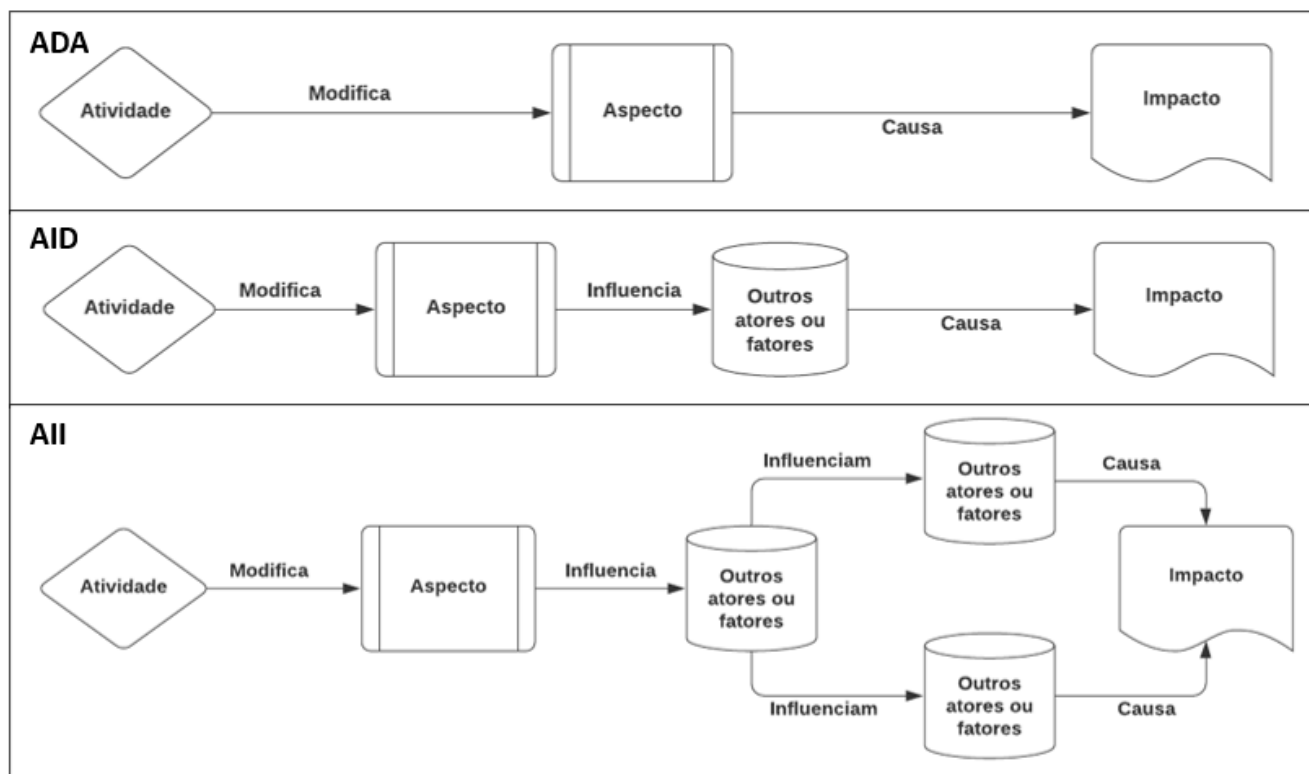 ADA
Atividade
Modifica
Aspecto
Causa
Impacto
AID
Atividade
Modifica
Aspecto
Influencia
Outros
atores ou
fatores
Causa
Impacto
AII
Atividade
Modifica
Aspecto
Influencia
Outros
atores ou
fatores
Influenciam
Outros
atores ou
fatores
Causa
Influenciam
Outros
atores ou
fatores
Causa
Impacto